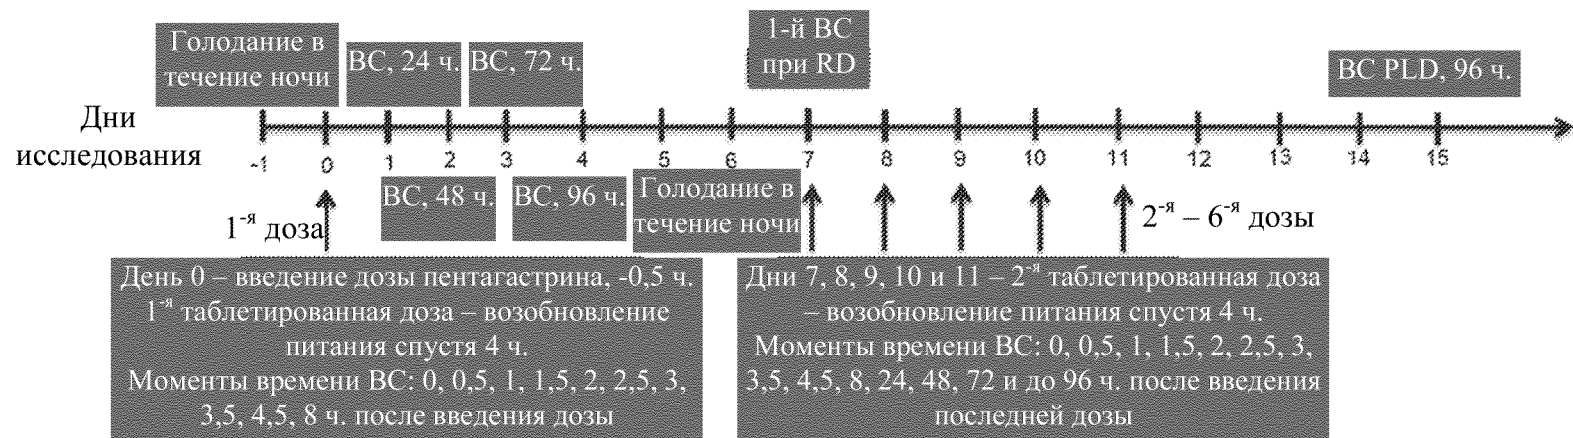 Голодание в
течение ночи
ВС, 24 ч.
ВС, 72 ч.
1-й ВС
при RD
ВС PLD, 96 ч.
Дни
исследования
-1 0 1 2 3 4 5 6 7 8 9 10 11 12 13 14 15
1-я доза
ВС, 48 ч.
ВС, 96 ч.
Голодание в
течение ночи
2-я – 6-я дозы
День 0 – введение дозы пентагастрина, -0,5 ч.
1-я таблетированная доза – возобновление
питания спустя 4 ч.
Моменты времени ВС: 0, 0,5, 1, 1,5, 2, 2,5, 3,
3,5, 4,5, 8 ч. после введения дозы
Дни 7, 8, 9, 10 и 11 – 2-я таблетированная доза
– возобновление питания спустя 4 ч.
Моменты времени ВС: 0, 0,5, 1, 1,5, 2, 2,5, 3,
3,5, 4,5, 8, 24, 48, 72 и до 96 ч. после введения
последней дозы